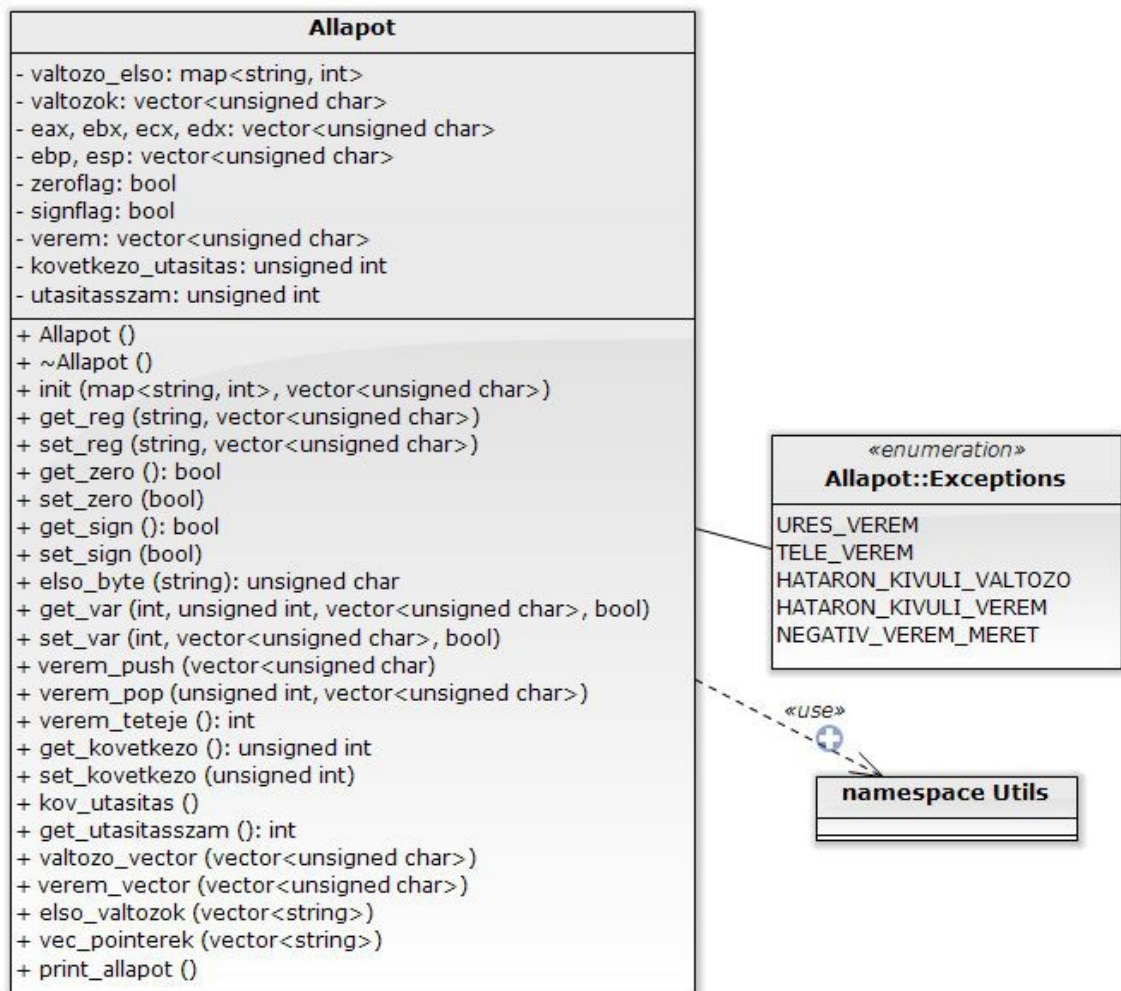 Allapot
- valtozo_elso: map<string, int>
- valtozok: vector<unsigned char>
- eax, ebx, ecx, edx: vector<unsigned char>
- ebp, esp: vector<unsigned char>
- zeroflag: bool
- signflag: bool
- verem: vector<unsigned char>
- kovetkezo_utasitas: unsigned int
- utasitasszam: unsigned int
+ Allapot ()
+ ~Allapot ()
+ init (map<string, int>, vector<unsigned char>)
+ get_reg (string, vector<unsigned char>)
+ set_reg (string, vector<unsigned char>)
+ get_zero (): bool
+ set_zero (bool)
+ get_sign (): bool
+ set_sign (bool)
+ elso_byte (string): unsigned char
+ get_var (int, unsigned int, vector<unsigned char>, bool)
+ set_var (int, vector<unsigned char>, bool)
+ verem_push (vector<unsigned char)
+ verem_pop (unsigned int, vector<unsigned char>)
+ verem_teteje (): int
+ get_kovetkezo (): unsigned int
+ set_kovetkezo (unsigned int)
+ kov_utasitas ()
+ get_utasitasszam (): int
+ valtozo_vector (vector<unsigned char>)
+ verem_vector (vector<unsigned char>)
+ elso_valtozok (vector<string>)
+ vec_pointerek (vector<string>)
+ print_allapot ()
«enumeration»
Allapot::Exceptions
URES_VEREM
TELE_VEREM
HATARON_KIVULI_VALTOZO
HATARON_KIVULI_VEREM
NEGATIV_VEREM_MERET
«use»
namespace Utils